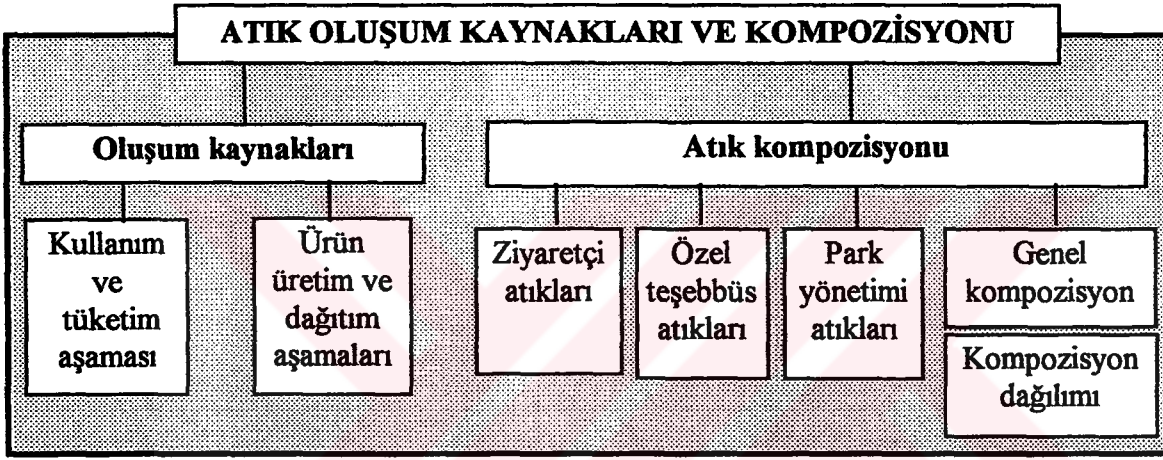 ATIK OLUŞUM KAYNAKLARI VE KOMPOZİSYONU
Oluşum kaynakları
Atık kompozisyonu
Kullanım
ve
tüketim
aşaması
Ürün
üretim ve
dağıtım
aşamaları
Ziyaretçi
atıkları
Özel
teşebbüs
atıkları
Park
yönetimi
atıkları
Genel
kompozisyon
Kompozisyon
dağılımı